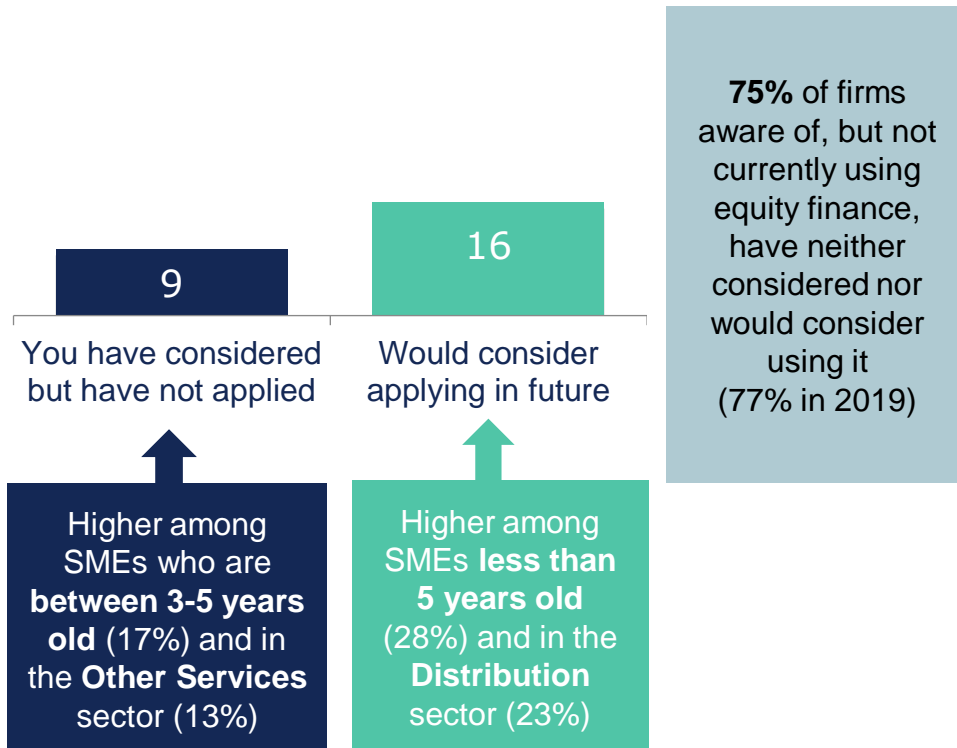 9
You have considered
but have not applied
Higher among
SMEs who are
between 3-5 years
old (17%) and in
the Other Services
sector (13%)
16
Would consider
applying in future
Higher among
SMEs less than
5 years old
(28%) and in the
Distribution
sector (23%)
75% of firms
aware of, but not
currently using
equity finance,
have neither
considered nor
would consider
using it
(77% in 2019)